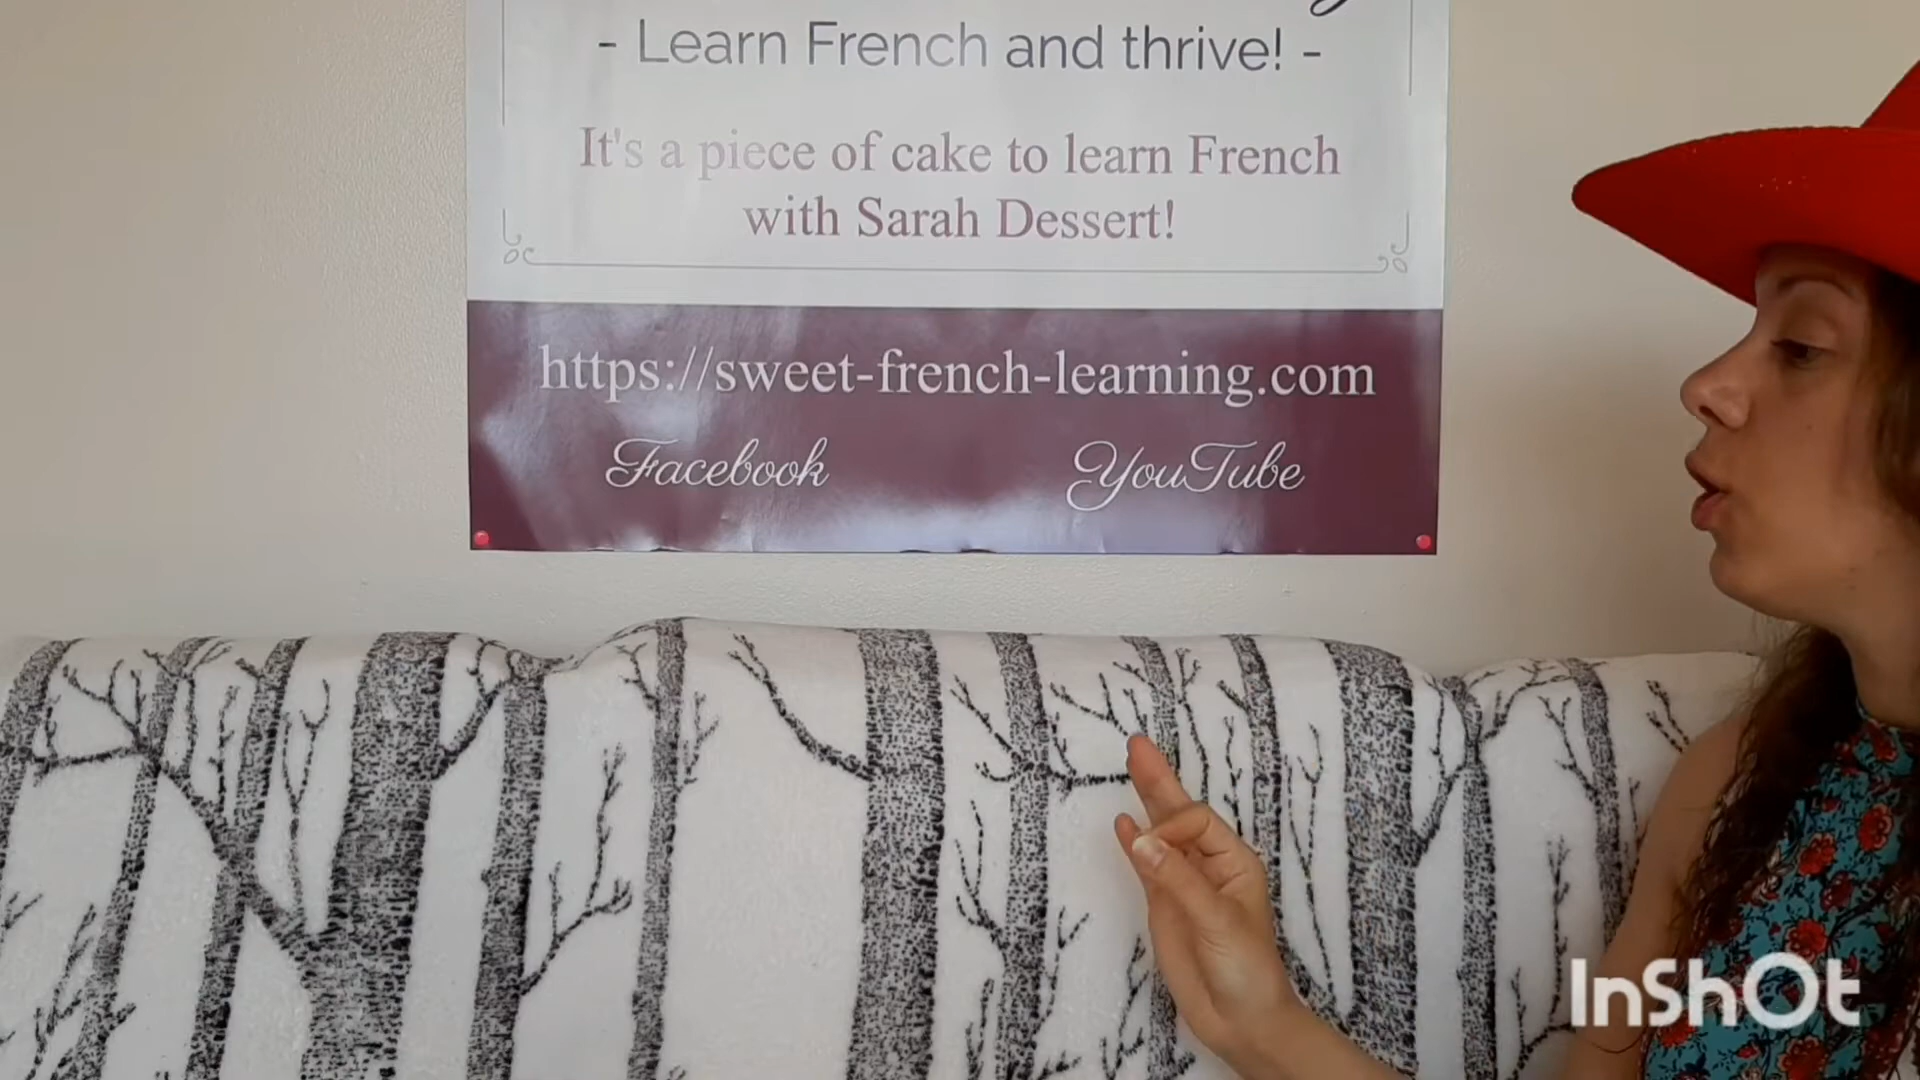 - Learn French and thrive! -
It's a piece of cake to learn French
with Sarah Dessert!
https://sweet-french-learning.com
Facebook YouTube
InShOt